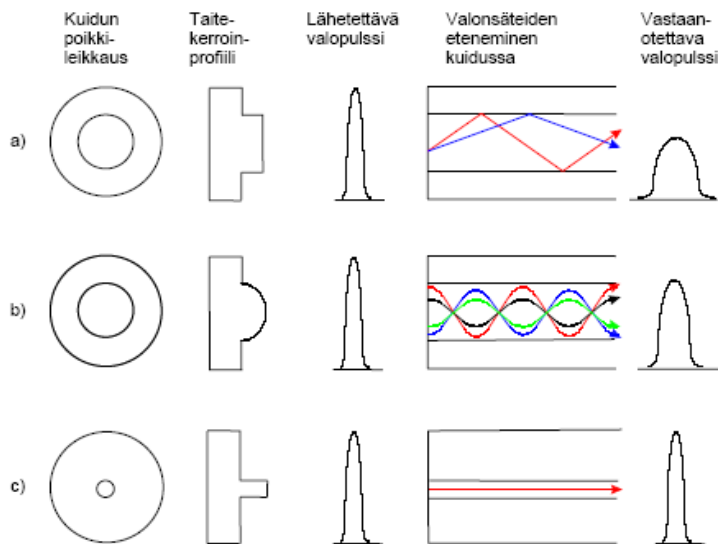 Kuidun
poikki-
leikkaus
Taite-
kerroin-
profiili
Lähetettävä
valopulssi
Valonsäteiden
eteneminen
kuidussa
Vastaan-
otettava
valopulssi
a)
b)
c)